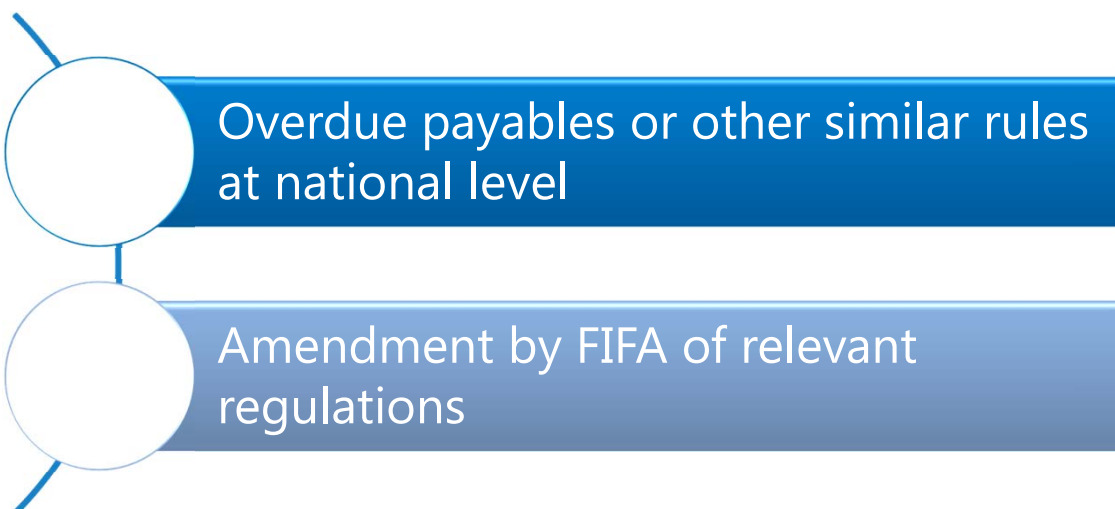 Overdue payables or other similar rules
at national level
Amendment by FIFA of relevant
regulations